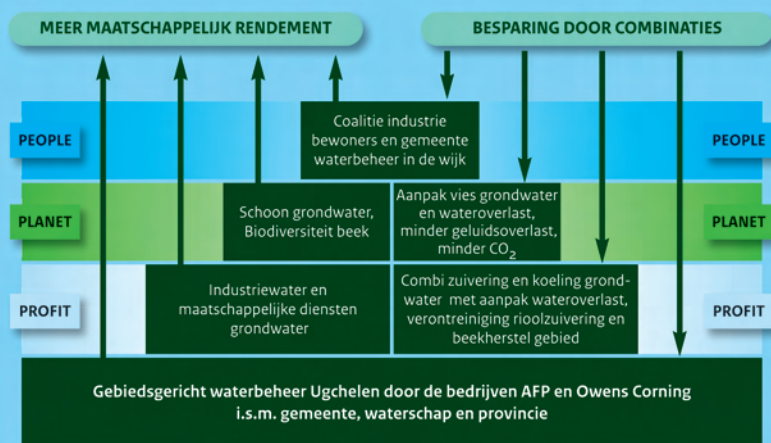 MEER MAATSCHAPPELIJK RENDEMENT
BESPARING DOOR COMBINATIES
PEOPLE
Coalitie industrie
bewoners en gemeente
waterbeheer in de wijk
PEOPLE
PLANET
Schoon grondwater,
Biodiversiteit beek
Aanpak vies grondwater
en wateroverlast,
minder geluidsoverlast,
minder CO₂
PLANET
PROFIT
Industriewater en
maatschappelijke diensten
grondwater
Combi zuivering en koeling grond-
water met aanpak wateroverlast,
verontreiniging rioolzuivering en
beekherstel gebied
PROFIT
Gebiedsgericht waterbeheer Ugchelen door de bedrijven AFP en Owens Corning
i.s.m. gemeente, waterschap en provincie